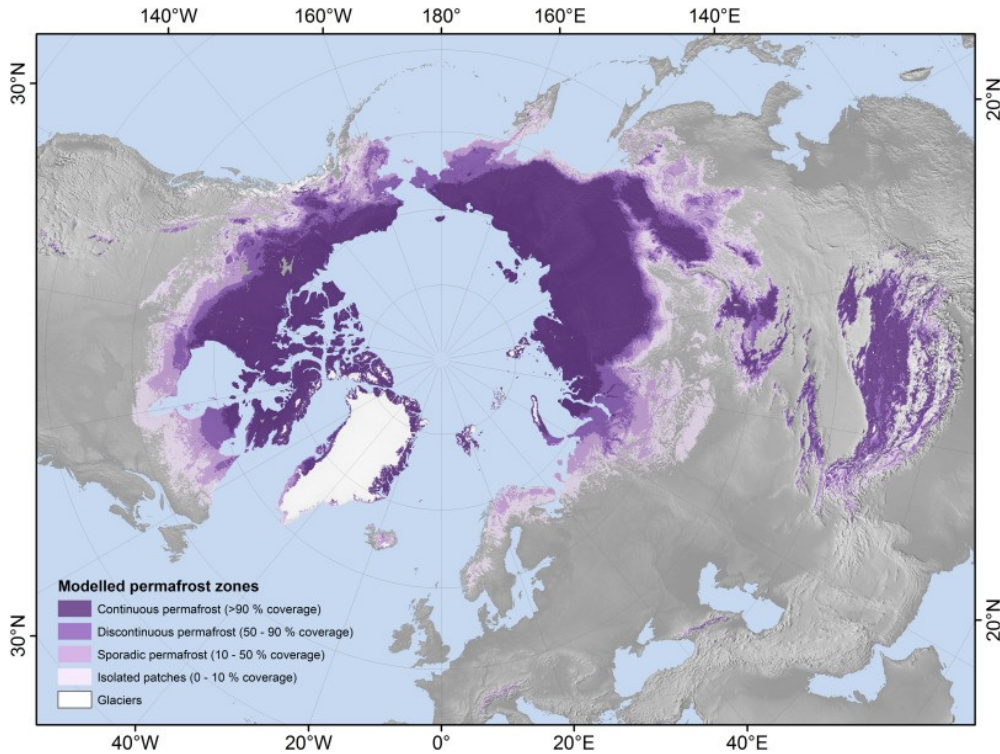 140°W 160°W 180° 160°E 140°E
30°N
20°N
Modelled permafrost zones
Continuous permafrost (>90 % coverage)
Discontinuous permafrost (50 - 90 % coverage)
Sporadic permafrost (10 - 50 % coverage)
Isolated patches (0 - 10 % coverage)
Glaciers
30°N
20°N
40°W 20°W 0° 20°E 40°E